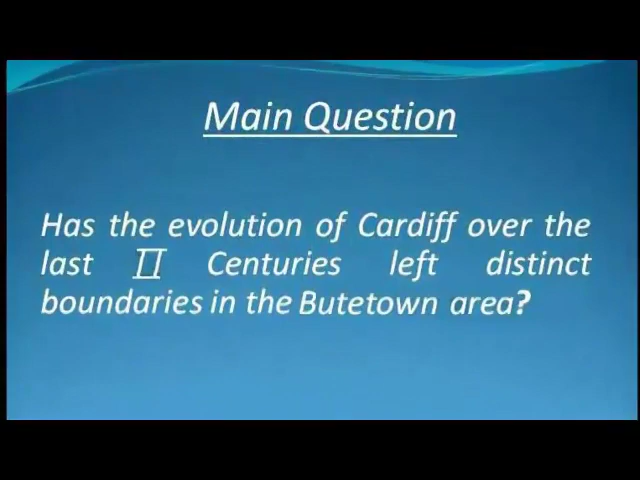 Main Question
Has the evolution of Cardiff over the
last II Centuries left distinct
boundaries in the Butetown area?